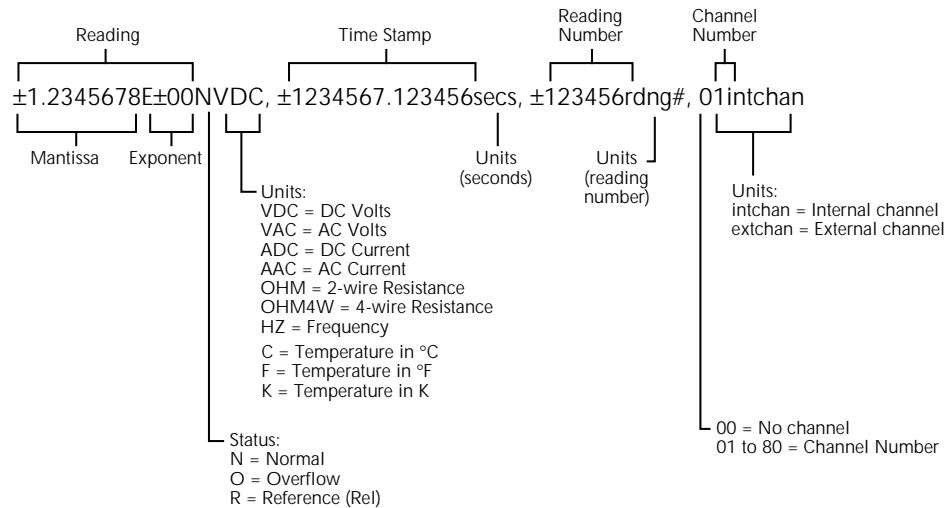 Reading
Time Stamp
Reading
Number
Channel
Number
±1.2345678E±00NVDC, ±1234567.123456secs, ±123456rdng#, 01intchan
Mantissa
Exponent
Units
(seconds)
Units
(reading
number)
Units:
VDC = DC Volts
VAC = AC Volts
ADC = DC Current
AAC = AC Current
OHM = 2-wire Resistance
OHM4W = 4-wire Resistance
HZ = Frequency
C = Temperature in °C
F = Temperature in °F
K = Temperature in K
Units:
intchan = Internal channel
extchan = External channel
Status:
N = Normal
O = Overflow
R = Reference (Rel)
00 = No channel
01 to 80 = Channel Number